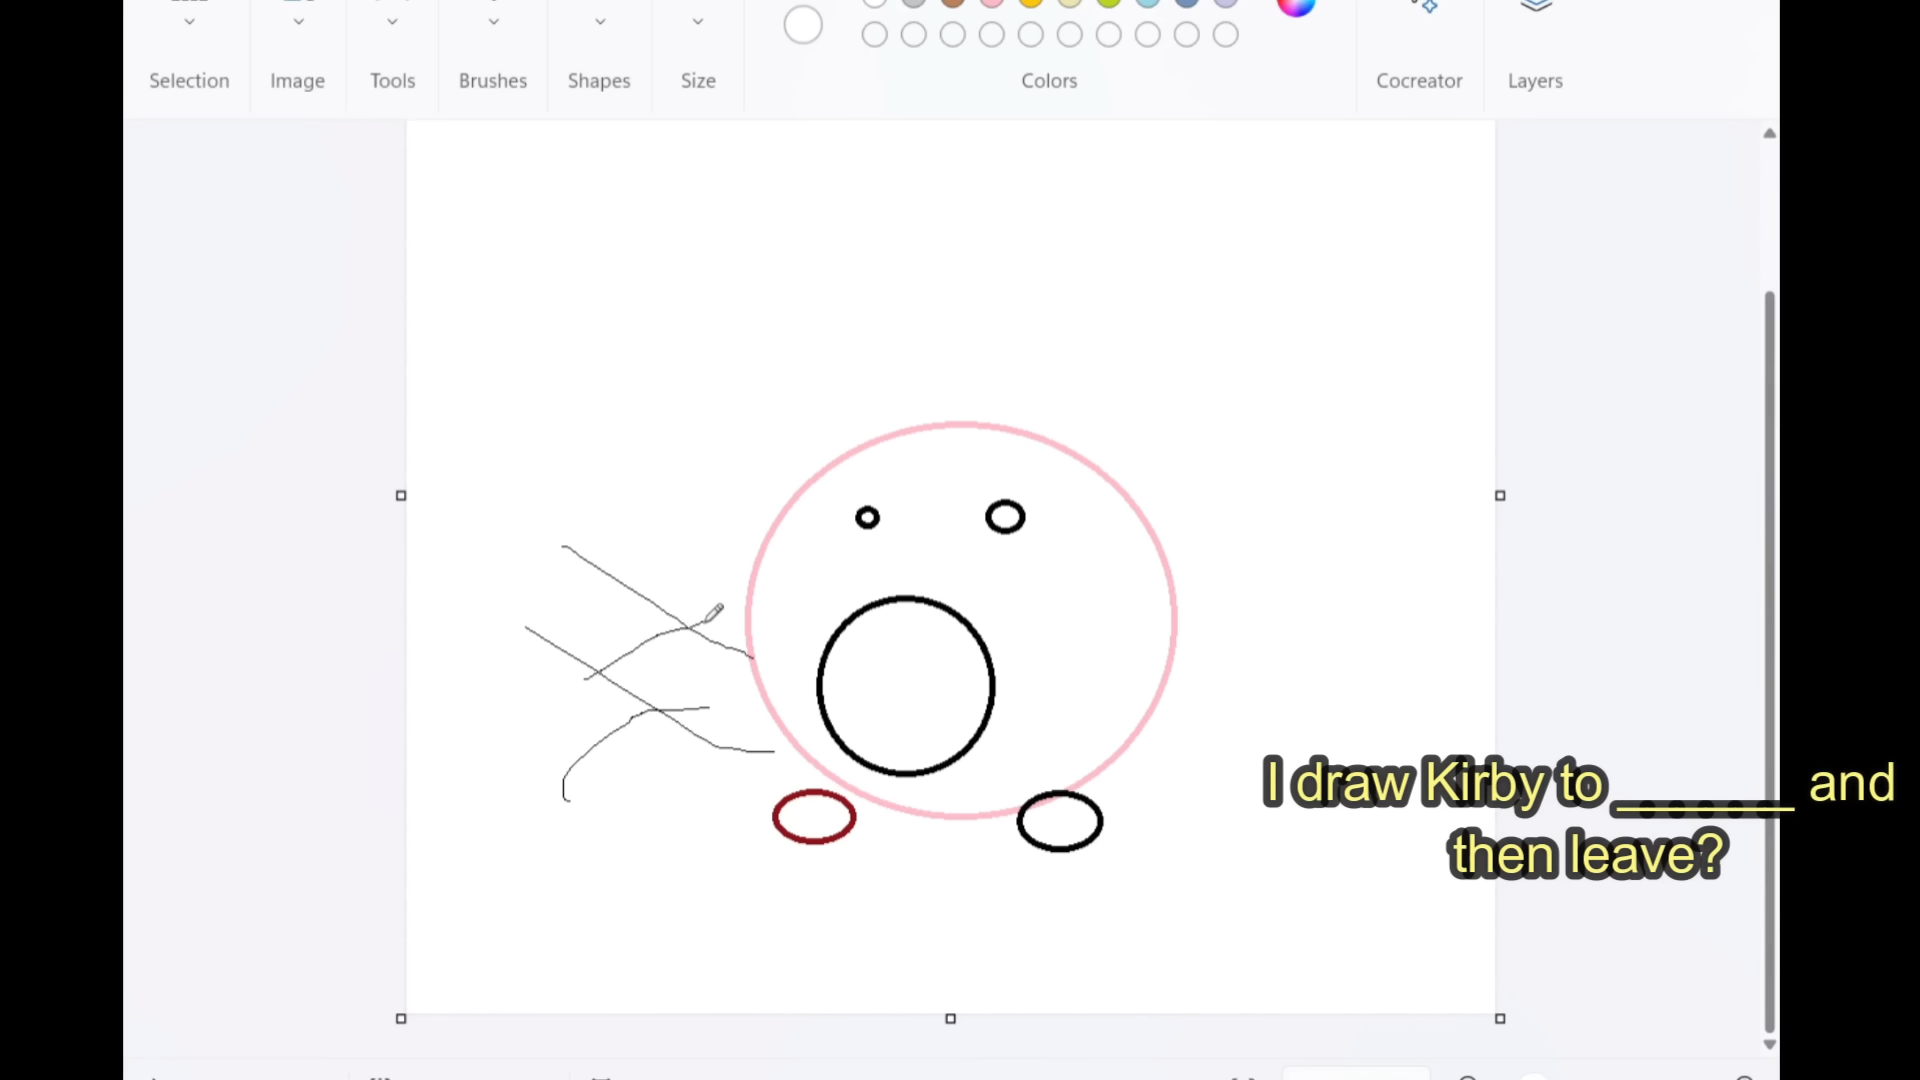 Selection Image Tools Brushes Shapes Size Colors Cocreator Layers
I draw Kirby to ______ and
then leave?